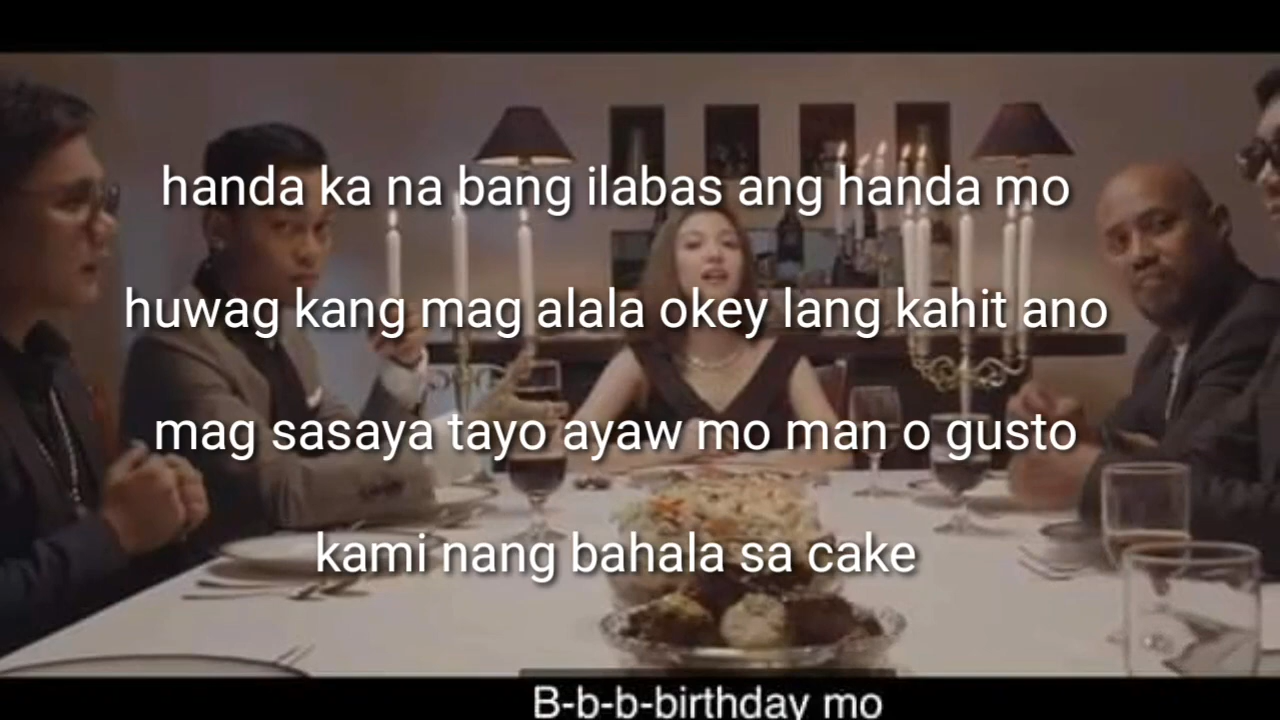 handa ka na bang ilabas ang handa mo
huwag kang mag alala okey lang kahit ano
mag sasaya tayo ayaw mo man o gusto
kami nang bahala sa cake
B-b-b-birthday mo